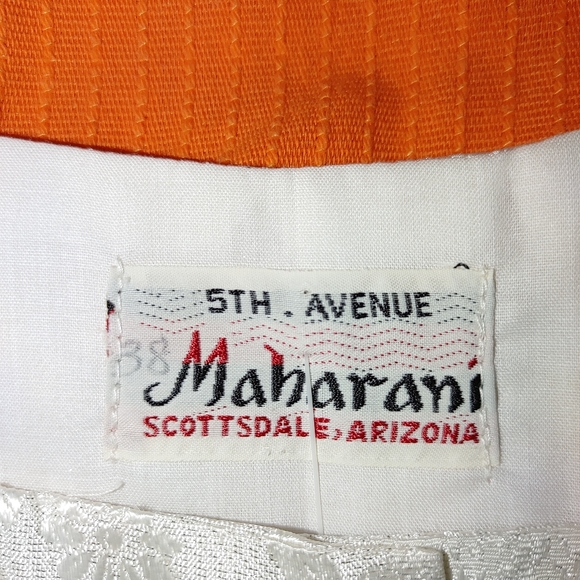 5TH. AVENUE
38
Maharani
SCOTTSDALE, ARIZONA